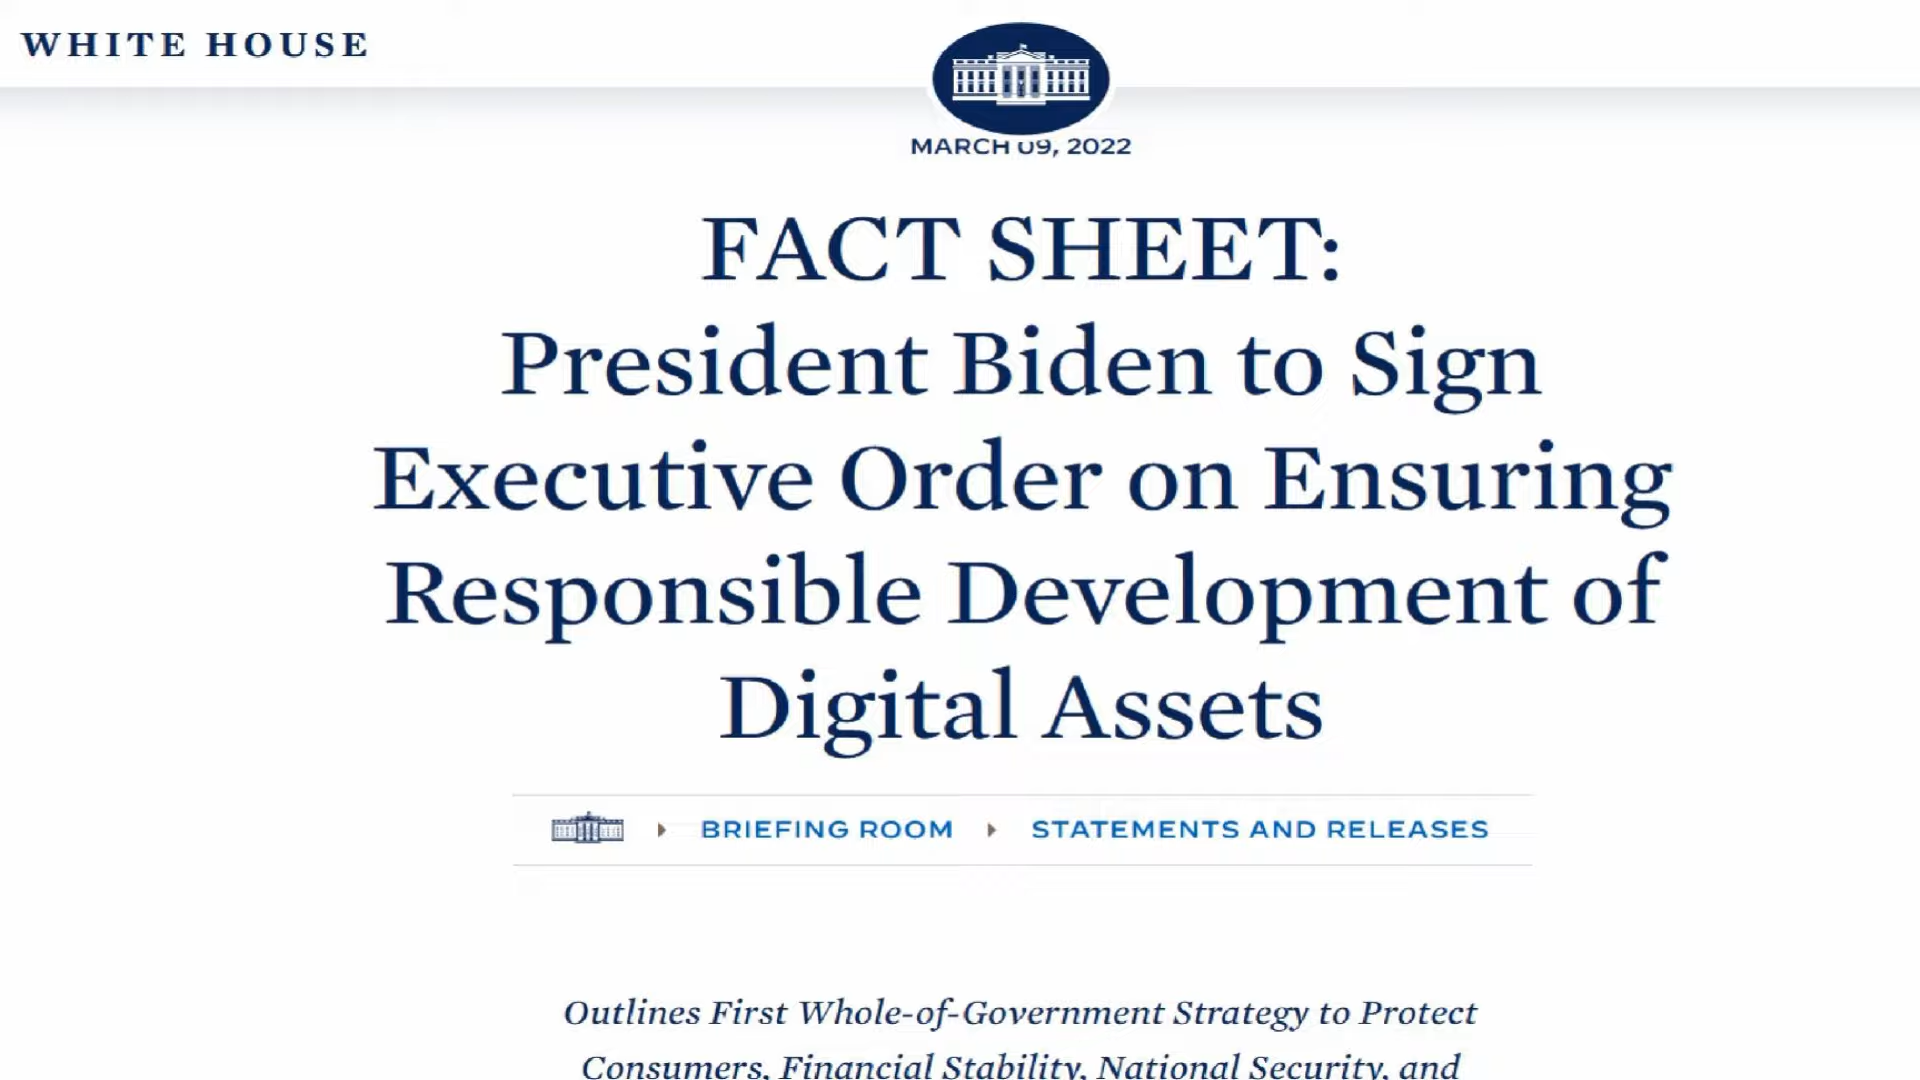 WHITE HOUSE
MARCH 09, 2022
FACT SHEET:
President Biden to Sign
Executive Order on Ensuring
Responsible Development of
Digital Assets
BRIEFING ROOM
STATEMENTS AND RELEASES
Outlines First Whole-of-Government Strategy to Protect
Consumers, Financial Stability, National Security, and